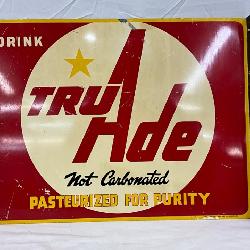 DRINK
TRU
Ade
Not Carbonated
PASTEURIZED FOR PURITY